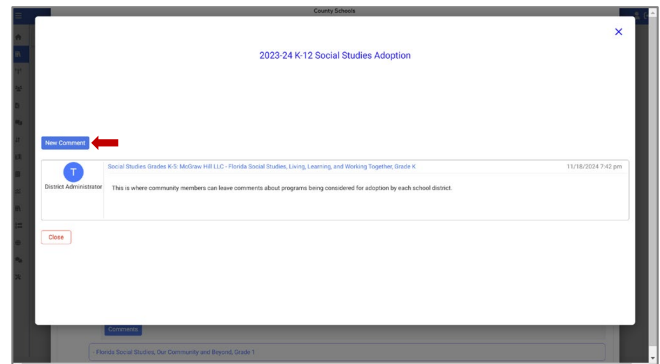 County Schools
2023-24 K-12 Social Studies Adoption
New Comment
T
Social Studies Grades K-5: McGraw Hill LLC - Florida Social Studies, Living, Learning, and Working Together, Grade K
11/18/2024 7:42 pm
District Administrator
This is where community members can leave comments about programs being considered for adoption by each school district.
Close
Comments
- Florida Social Studies, Our Community and Beyond, Grade 1